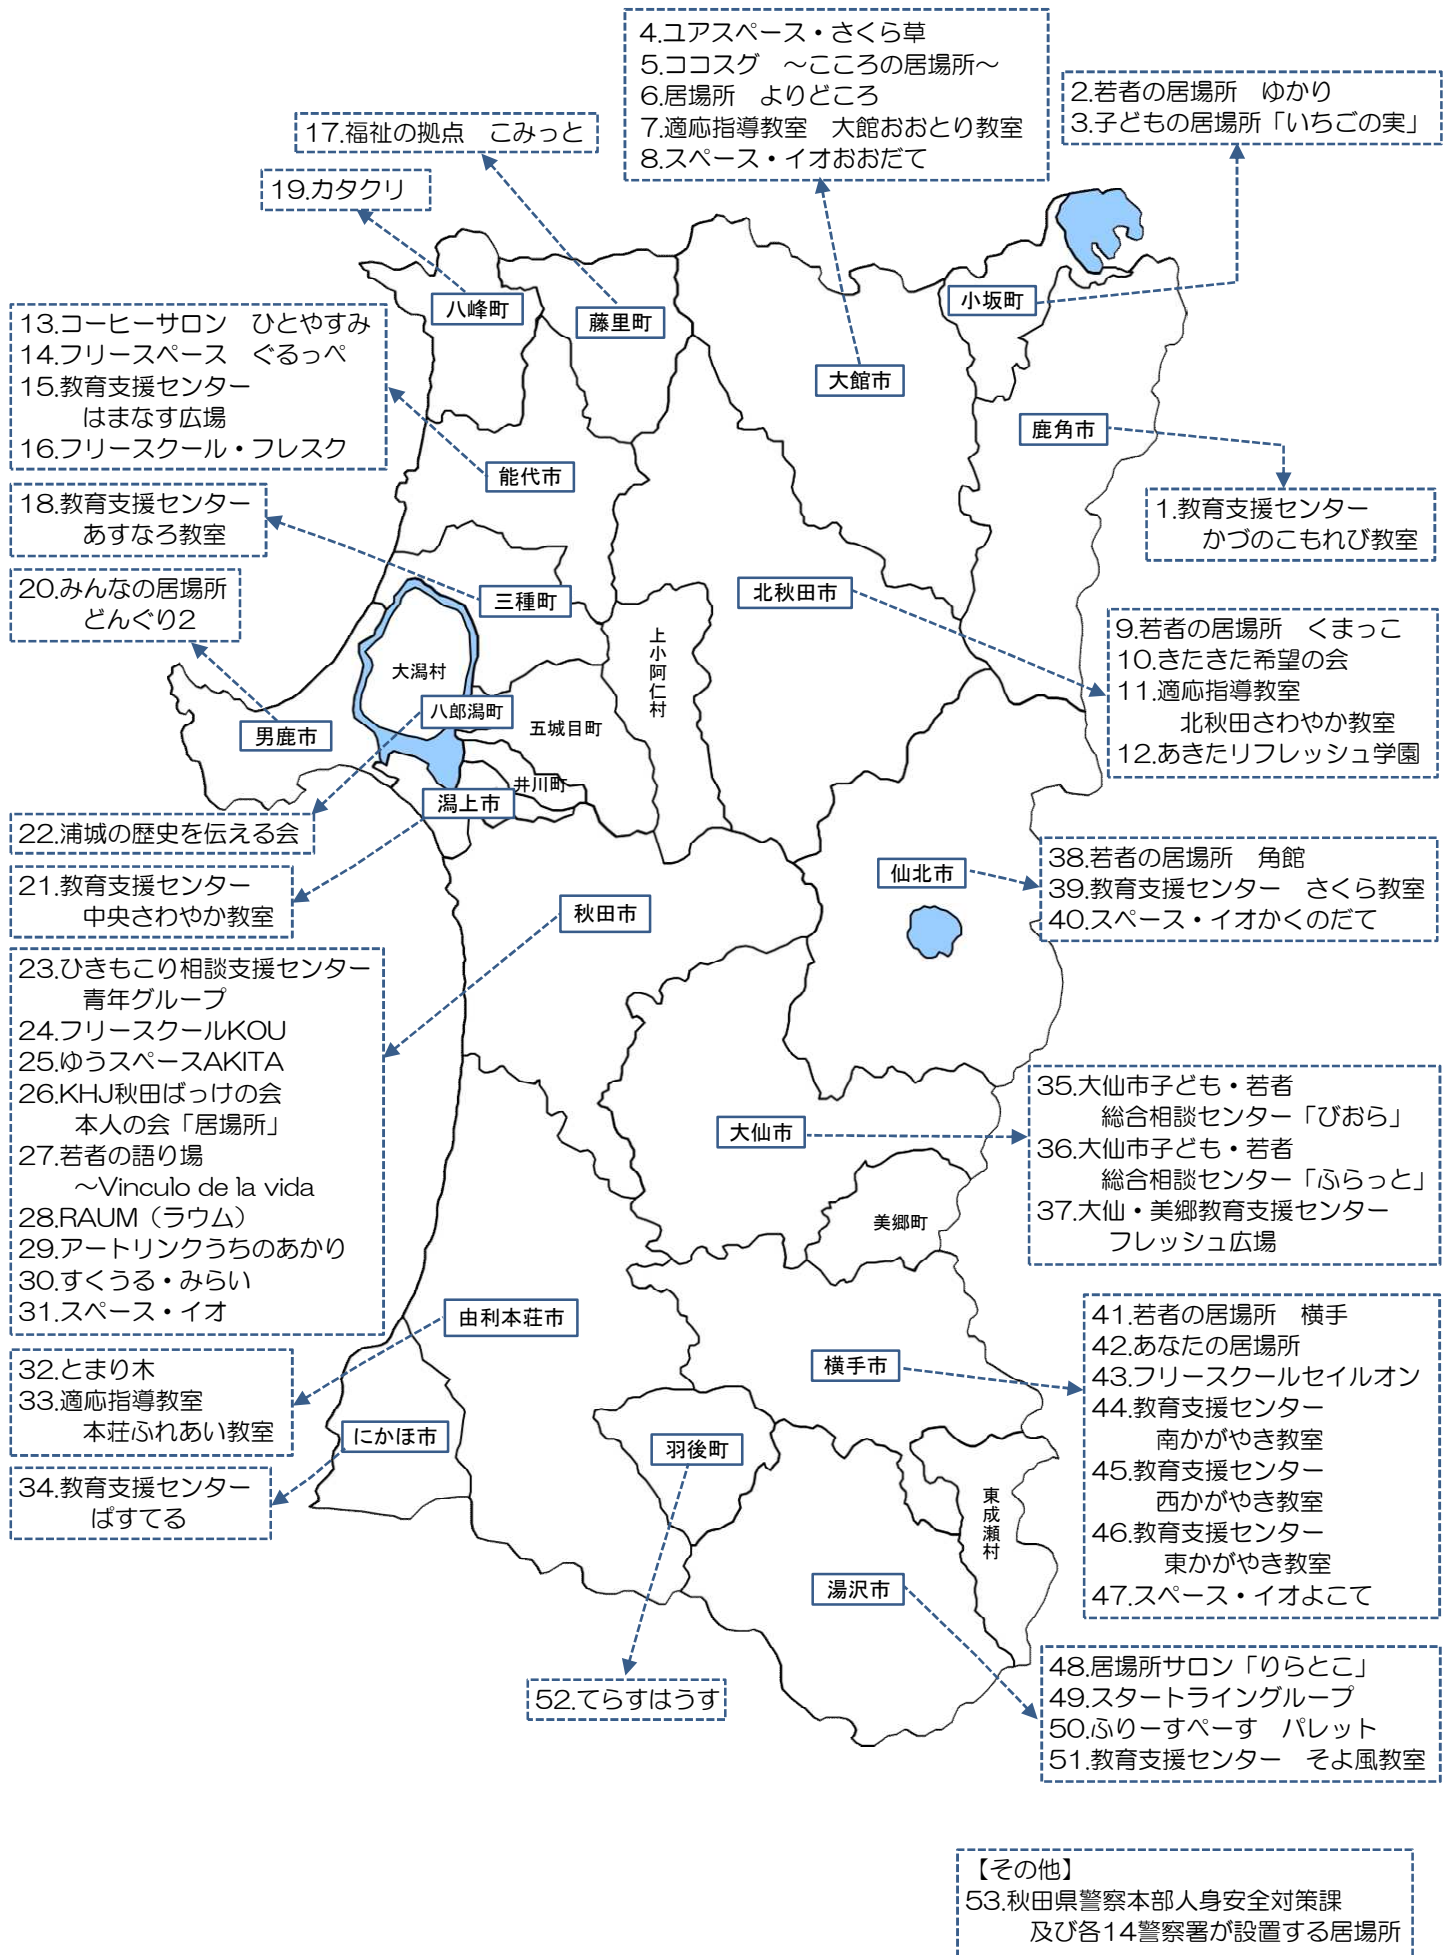 4.ユアスペース・さくら草
5.ココスグ　～こころの居場所～
6.居場所　よりどころ
7.適応指導教室　大館おおとり教室
8.スペース・イオおおだて
2.若者の居場所　ゆかり
3.子どもの居場所「いちごの実」
17.福祉の拠点　こみっと
19.カタクリ
八峰町
藤里町
小坂町
大館市
鹿角市
13.コーヒーサロン　ひとやすみ
14.フリースペース　ぐるっぺ
15.教育支援センター
はまなす広場
16.フリースクール・フレスク
能代市
18.教育支援センター
あすなろ教室
1.教育支援センター
かづのこもれび教室
20.みんなの居場所
どんぐり2
三種町
北秋田市
上小阿仁村
9.若者の居場所　くまっこ
10.きたきた希望の会
11.適応指導教室
北秋田さわやか教室
12.あきたリフレッシュ学園
大潟村
八郎潟町
五城目町
男鹿市
井川町
潟上市
22.浦城の歴史を伝える会
21.教育支援センター
中央さわやか教室
秋田市
仙北市
38.若者の居場所　角館
39.教育支援センター　さくら教室
40.スペース・イオかくのだて
23.ひきもこり相談支援センター
青年グループ
24.フリースクールKOU
25.ゆうスペースAKITA
26.KHJ秋田ばっけの会
本人の会「居場所」
27.若者の語り場
～Vinculo de la vida
28.RAUM（ラウム）
29.アートリンクうちのあかり
30.すくうる・みらい
31.スペース・イオ
大仙市
35.大仙市子ども・若者
総合相談センター「びおら」
36.大仙市子ども・若者
総合相談センター「ふらっと」
37.大仙・美郷教育支援センター
フレッシュ広場
美郷町
由利本荘市
32.とまり木
33.適応指導教室
本荘ふれあい教室
横手市
41.若者の居場所　横手
42.あなたの居場所
43.フリースクールセイルオン
44.教育支援センター
南かがやき教室
45.教育支援センター
西かがやき教室
46.教育支援センター
東かがやき教室
47.スペース・イオよこて
にかほ市
34.教育支援センター
ぱすてる
羽後町
東成瀬村
湯沢市
52.てらすはうす
48.居場所サロン「りらとこ」
49.スタートライングループ
50.ふりーすぺーす　パレット
51.教育支援センター　そよ風教室
【その他】
53.秋田県警察本部人身安全対策課
及び各14警察署が設置する居場所